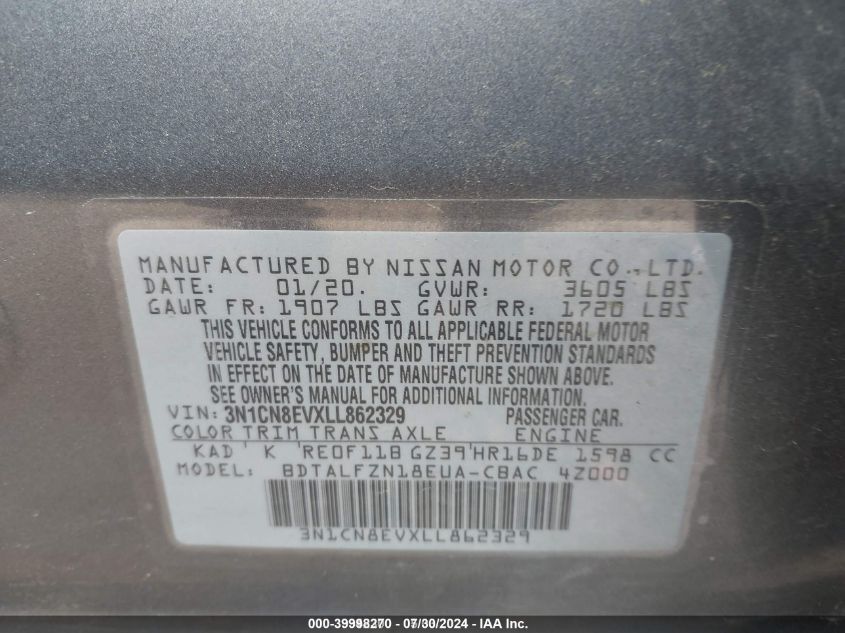 MANUFACTURED BY NISSAN MOTOR CO.,LTD.
DATE: 01/20. GVWR: 3605 LBS
GAWR FR: 1907 LBS GAWR RR: 1720 LBS
THIS VEHICLE CONFORMS TO ALL APPLICABLE FEDERAL MOTOR
VEHICLE SAFETY, BUMPER AND THEFT PREVENTION STANDARDS
IN EFFECT ON THE DATE OF MANUFACTURE SHOWN ABOVE.
SEE OWNER'S MANUAL FOR ADDITIONAL INFORMATION.
VIN: 3N1CN8EVXLL862329 PASSENGER CAR.
COLOR TRIM TRANS AXLE ENGINE
KAD K RE0F11B GZ39 HR16DE 1598 CC
MODEL: BDTALFZN18EUA-CBAC 4Z000
3N1CN8EVXLL862329
000-39998270 - 07/30/2024 - IAA Inc.